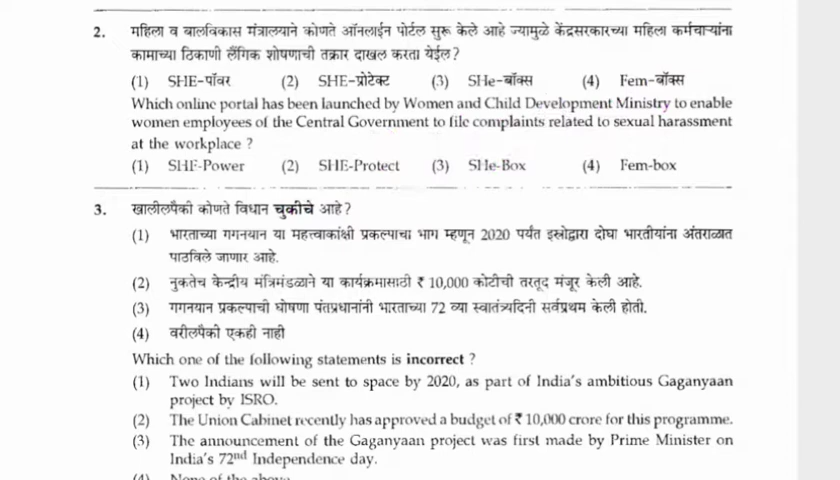 2. महिला व बालविकास मंत्रालयाने कोणते ऑनलाईन पोर्टल सुरू केले आहे ज्यामुळे केंद्रसरकारच्या महिला कर्मचाऱ्यांना
कामाच्या ठिकाणी लैंगिक शोषणाची तक्रार दाखल करता येईल ?
(1) SHE-पॉवर (2) SHE-प्रोटेक्ट (3) SHe-बॉक्स (4) Fem-बॉक्स
Which online portal has been launched by Women and Child Development Ministry to enable
women employees of the Central Government to file complaints related to sexual harassment
at the workplace ?
(1) SHE-Power (2) SHE-Protect (3) SHe-Box (4) Fem-box
3. खालीलपैकी कोणते विधान चुकीचे आहे ?
(1) भारताच्या गगनयान या महत्त्वाकांक्षी प्रकल्पाचा भाग म्हणून 2020 पर्यंत इस्रोद्वारा दोघा भारतीयांना अंतराळात
पाठविले जाणार आहे.
(2) नुकतेच केन्द्रीय मंत्रिमंडळाने या कार्यक्रमासाठी ₹ 10,000 कोटीची तरतूद मंजूर केली आहे.
(3) गगनयान प्रकल्पाची घोषणा पंतप्रधानांनी भारताच्या 72 व्या स्वातंत्र्यदिनी सर्वप्रथम केली होती.
(4) वरीलपैकी एकही नाही
Which one of the following statements is incorrect ?
(1) Two Indians will be sent to space by 2020, as part of India's ambitious Gaganyaan
project by ISRO.
(2) The Union Cabinet recently has approved a budget of ₹ 10,000 crore for this programme.
(3) The announcement of the Gaganyaan project was first made by Prime Minister on
India's 72nd Independence day.
(4) None of the above